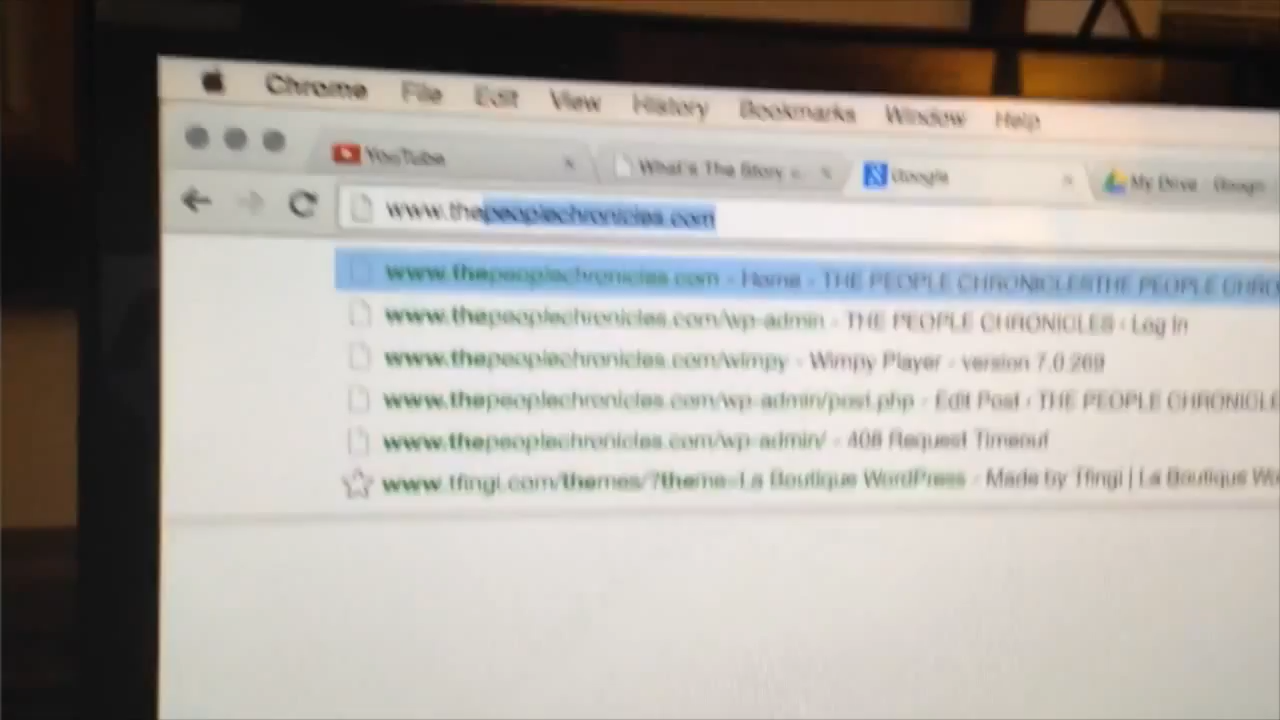 Chrome File Edit View History Bookmarks Window Help
YouTube What's The Story Google My Drive - Googl
www.thepeoplechronicles.com
www.thepeoplechronicles.com - Home - THE PEOPLE CHRONICLESTHE PEOPLE CHRO
www.thepeoplechronicles.com/wp-admin - THE PEOPLE CHRONICLES › Log In
www.thepeoplechronicles.com/wimpy - Wimpy Player - version 7.0.269
www.thepeoplechronicles.com/wp-admin/post.php - Edit Post ‹ THE PEOPLE CHRONICLE
www.thepeoplechronicles.com/wp-admin/ - 408 Request Timeout
www.tfingi.com/themes/?theme=La Boutique WordPress - Made by Tfingi | La Boutique Wo